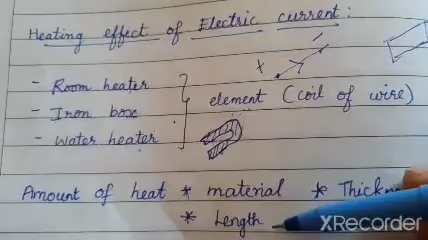 Heating effect of Electric current :
- Room heater
- Iron box
- Water heater
element (coil of wire)
X Y
Amount of heat * material *
* Length
XRecorder